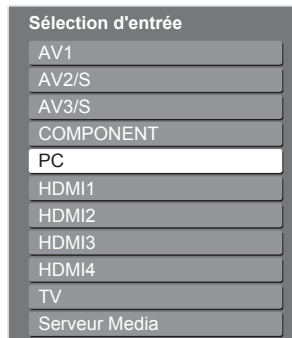 Sélection d'entrée
AV1
AV2/S
AV3/S
COMPONENT
PC
HDMI1
HDMI2
HDMI3
HDMI4
TV
Serveur Media